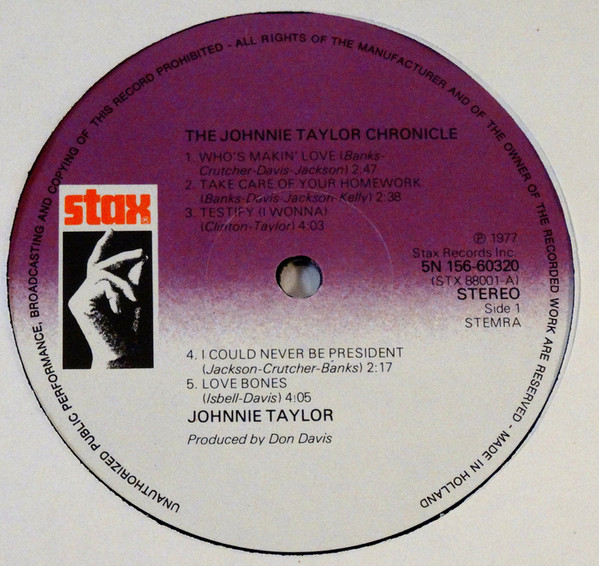 UNAUTHORIZED PUBLIC PERFORMANCE, BROADCASTING AND COPYING OF THIS RECORD PROHIBITED - ALL RIGHTS OF THE MANUFACTURER AND OF THE OWNER OF THE RECORDED WORK ARE RESERVED - MADE IN HOLLAND
THE JOHNNIE TAYLOR CHRONICLE
1. WHO'S MAKIN' LOVE (Banks-
Crutcher-Davis-Jackson) 2:47
2. TAKE CARE OF YOUR HOMEWORK
(Banks-Davis-Jackson-Kelly) 2:38
3. TESTIFY (I WONNA)
(Clinton-Taylor) 4:03
stax
℗ 1977
Stax Records Inc.
5N 156-60320
(STX 88001-A)
STEREO
Side 1
STEMRA
4. I COULD NEVER BE PRESIDENT
(Jackson-Crutcher-Banks) 2:17
5. LOVE BONES
(Isbell-Davis) 4:05
JOHNNIE TAYLOR
Produced by Don Davis